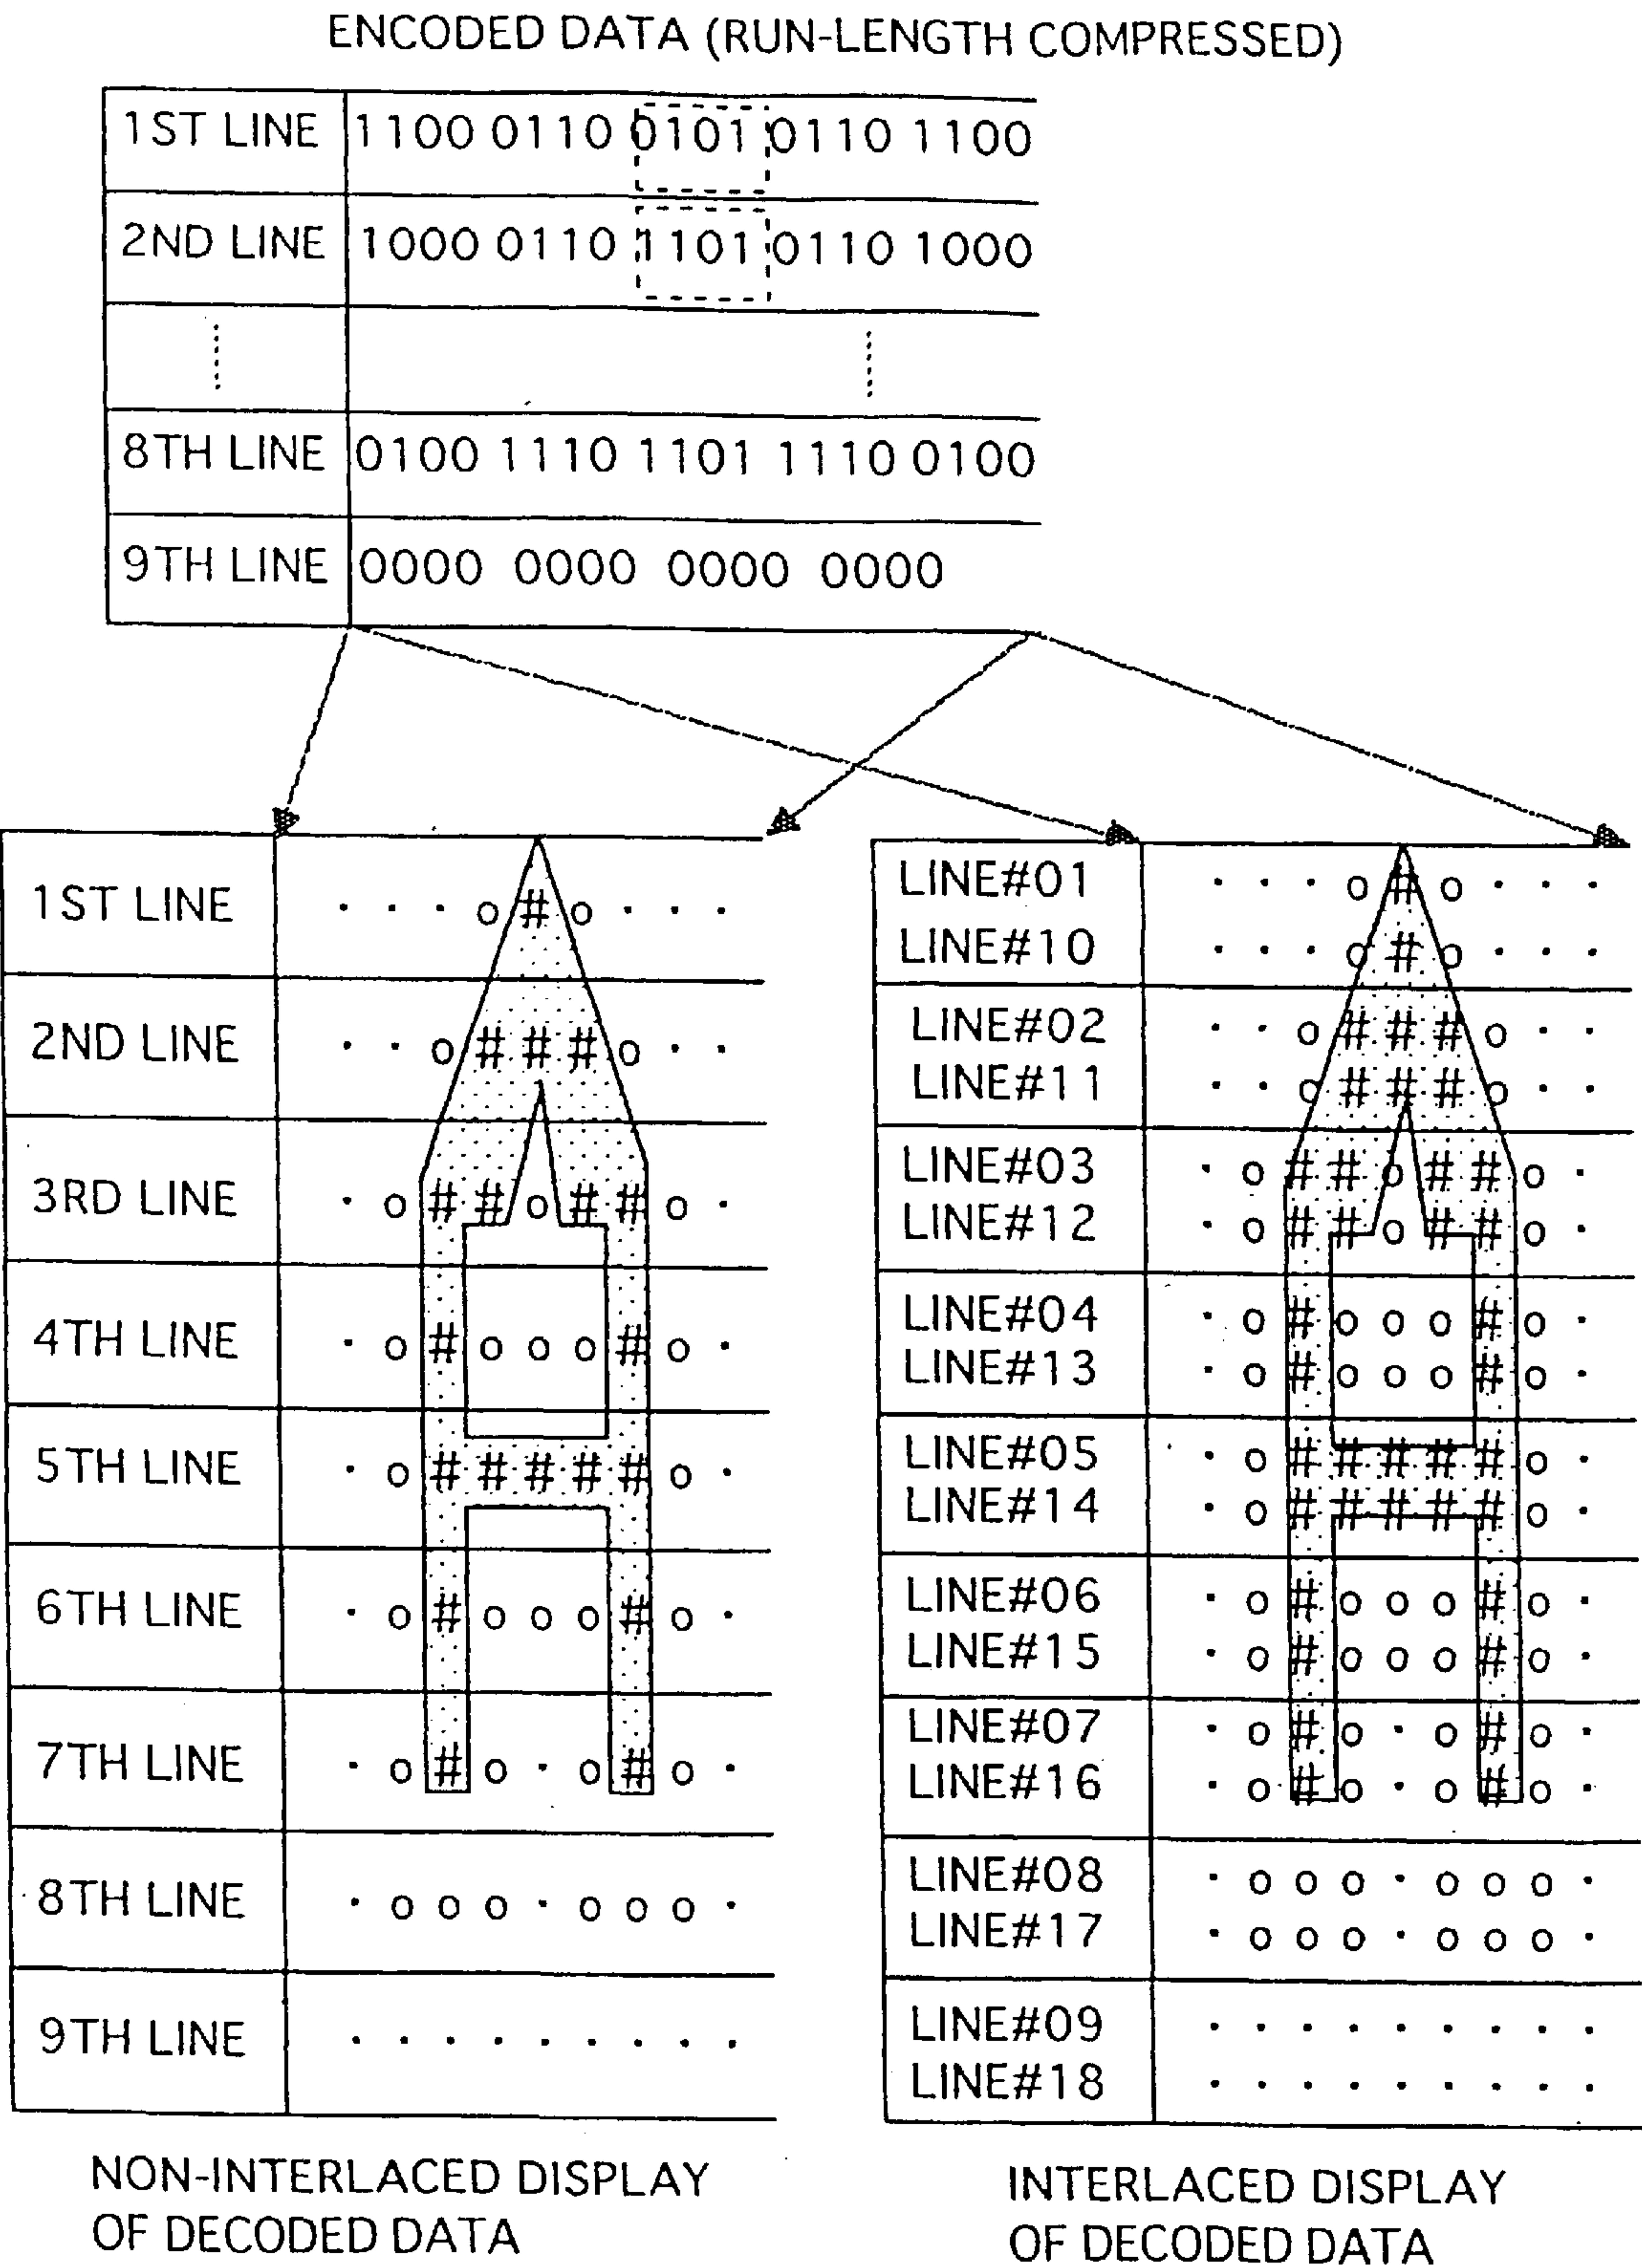 ENCODED DATA (RUN-LENGTH COMPRESSED)
1ST LINE 1100 0110 0101 0110 1100
2ND LINE 1000 0110 1101 0110 1000
8TH LINE 0100 1110 1101 1110 0100
9TH LINE 0000 0000 0000 0000
1ST LINE · · · o # o · · ·
2ND LINE · · o # # # o · ·
3RD LINE · o # # o # # o ·
4TH LINE · o # o o o # o ·
5TH LINE · o # # # # # o ·
6TH LINE · o # o o o # o ·
7TH LINE · o # o · o # o ·
8TH LINE · o o o · o o o ·
9TH LINE · · · · · · · · ·
NON-INTERLACED DISPLAY
OF DECODED DATA
LINE#01 · · · o # o · · ·
LINE#10 · · · o # o · · ·
LINE#02 · · o # # # o · ·
LINE#11 · · o # # # o · ·
LINE#03 · o # # o # # o ·
LINE#12 · o # # o # # o ·
LINE#04 · o # o o o # o ·
LINE#13 · o # o o o # o ·
LINE#05 · o # # # # # o ·
LINE#14 · o # # # # # o ·
LINE#06 · o # o o o # o ·
LINE#15 · o # o o o # o ·
LINE#07 · o # o · o # o ·
LINE#16 · o # o · o # o ·
LINE#08 · o o o · o o o ·
LINE#17 · o o o · o o o ·
LINE#09 · · · · · · · · ·
LINE#18 · · · · · · · · ·
INTERLACED DISPLAY
OF DECODED DATA